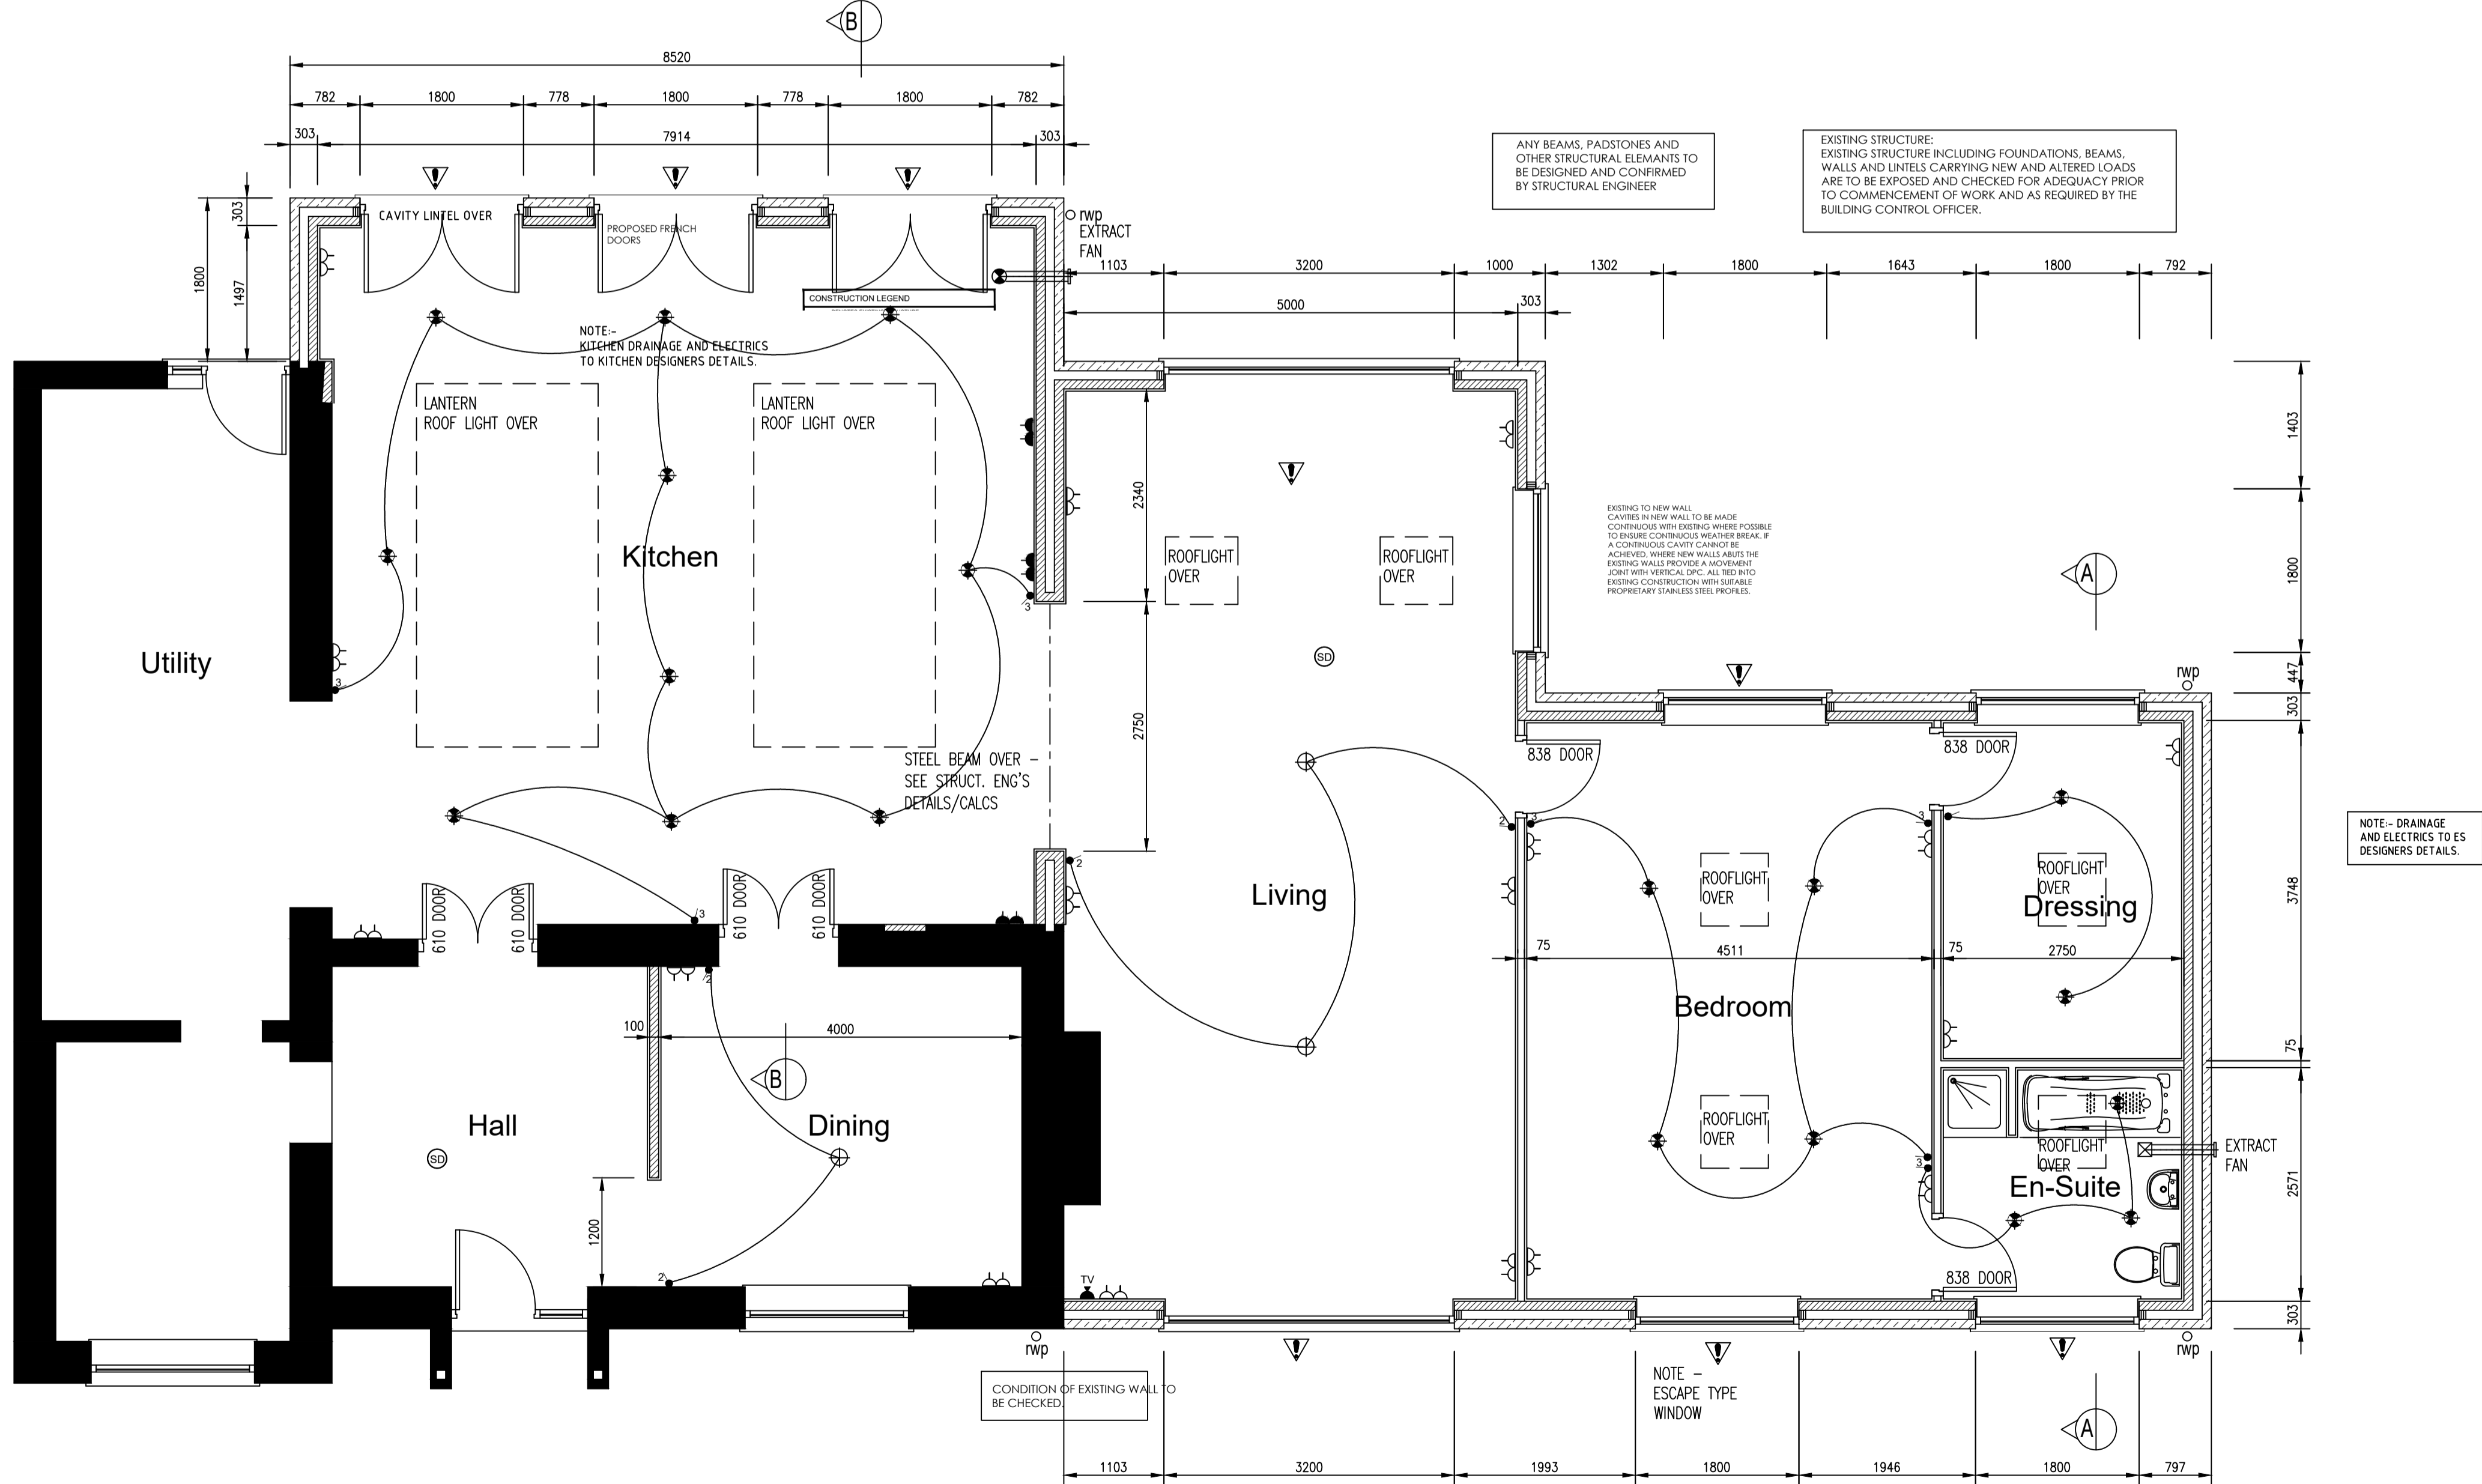 B
8520
782
1800
778
1800
778
1800
782
303
7914
303
ANY BEAMS, PADSTONES AND
OTHER STRUCTURAL ELEMANTS TO
BE DESIGNED AND CONFIRMED
BY STRUCTURAL ENGINEER
EXISTING STRUCTURE:
EXISTING STRUCTURE INCLUDING FOUNDATIONS, BEAMS,
WALLS AND LINTELS CARRYING NEW AND ALTERED LOADS
ARE TO BE EXPOSED AND CHECKED FOR ADEQUACY PRIOR
TO COMMENCEMENT OF WORK AND AS REQUIRED BY THE
BUILDING CONTROL OFFICER.
303
1800
1497
CAVITY LINTEL OVER
PROPOSED FRENCH
DOORS
rwp
EXTRACT
FAN
1103
3200
1000
1302
1800
1643
1800
792
5000
303
CONSTRUCTION LEGEND
NOTE:-
KITCHEN DRAINAGE AND ELECTRICS
TO KITCHEN DESIGNERS DETAILS.
LANTERN
ROOF LIGHT OVER
LANTERN
ROOF LIGHT OVER
2340
1403
EXISTING TO NEW WALL
CAVITIES IN NEW WALL TO BE MADE
CONTINUOUS WITH EXISTING WHERE POSSIBLE
TO ENSURE CONTINUOUS WEATHER BREAK. IF
A CONTINUOUS CAVITY CANNOT BE
ACHIEVED, WHERE NEW WALLS ABUTS THE
EXISTING WALLS PROVIDE A MOVEMENT
JOINT WITH VERTICAL DPC. ALL TIED INTO
EXISTING CONSTRUCTION WITH SUITABLE
PROPRIETARY STAINLESS STEEL PROFILES.
Kitchen
ROOFLIGHT
OVER
ROOFLIGHT
OVER
A
1800
3
Utility
SD
3
447
rwp
303
2750
STEEL BEAM OVER -
SEE STRUCT. ENG'S
DETAILS/CALCS
838 DOOR
838 DOOR
2
3
3
NOTE:- DRAINAGE
AND ELECTRICS TO ES
DESIGNERS DETAILS.
2
610 DOOR
610 DOOR
610 DOOR
610 DOOR
3
Living
ROOFLIGHT
OVER
ROOFLIGHT
OVER
Dressing
3748
75
4511
75
2750
2
Bedroom
100
4000
75
B
Hall
Dining
ROOFLIGHT
OVER
ROOFLIGHT
OVER
EXTRACT
FAN
SD
3
En-Suite
2571
1200
2
TV
838 DOOR
303
rwp
rwp
CONDITION OF EXISTING WALL TO
BE CHECKED.
NOTE -
ESCAPE TYPE
WINDOW
A
1103
3200
1993
1800
1946
1800
797